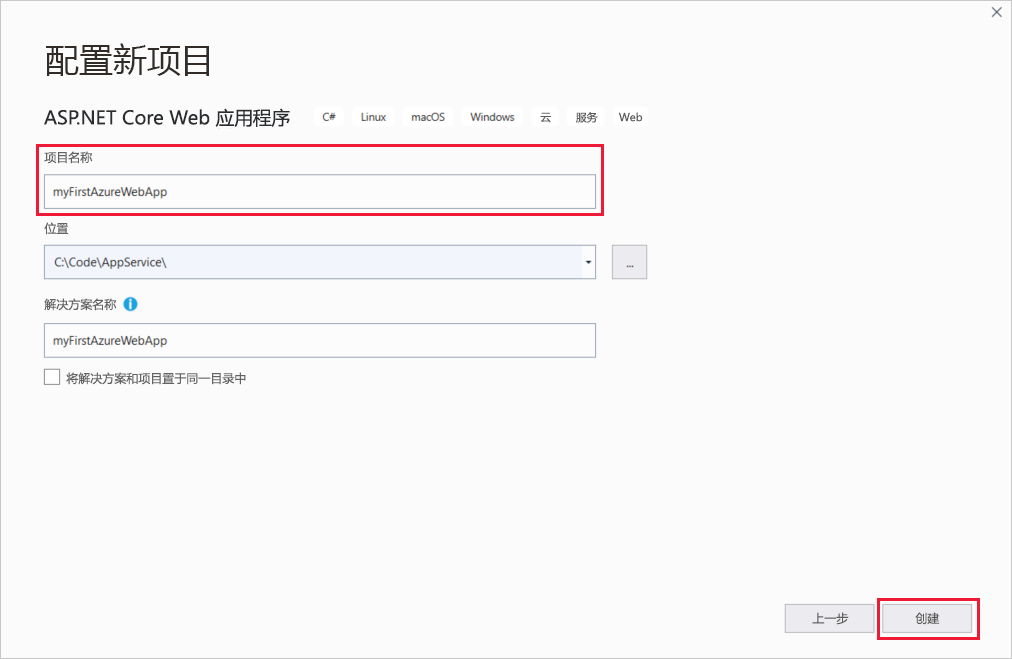 配置新项目
ASP.NET Core Web 应用程序 C# Linux macOS Windows 云 服务 Web
项目名称
myFirstAzureWebApp
位置
C:\Code\AppService\
...
解决方案名称
myFirstAzureWebApp
将解决方案和项目置于同一目录中
上一步 创建